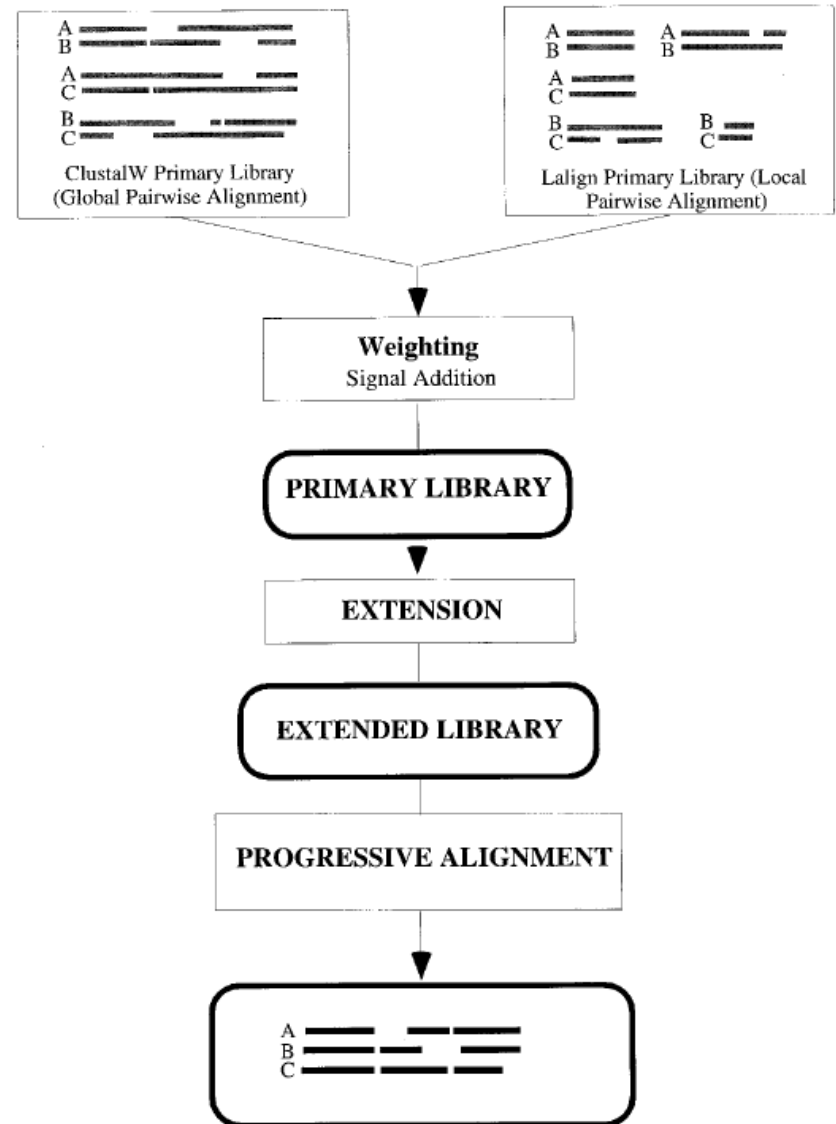 A
B
A
C
B
C
ClustalW Primary Library
(Global Pairwise Alignment)
A
B
A
B
A
C
B
C
B
C
Lalign Primary Library (Local
Pairwise Alignment)
Weighting
Signal Addition
PRIMARY LIBRARY
EXTENSION
EXTENDED LIBRARY
PROGRESSIVE ALIGNMENT
A
B
C